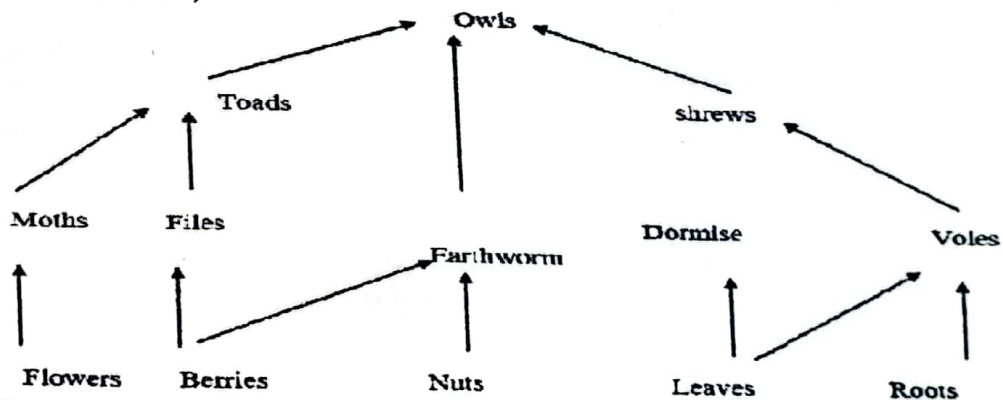 Owls
Toads
shrews
Moths
Files
Dormise
Voles
Earthworm
Flowers
Berries
Nuts
Leaves
Roots